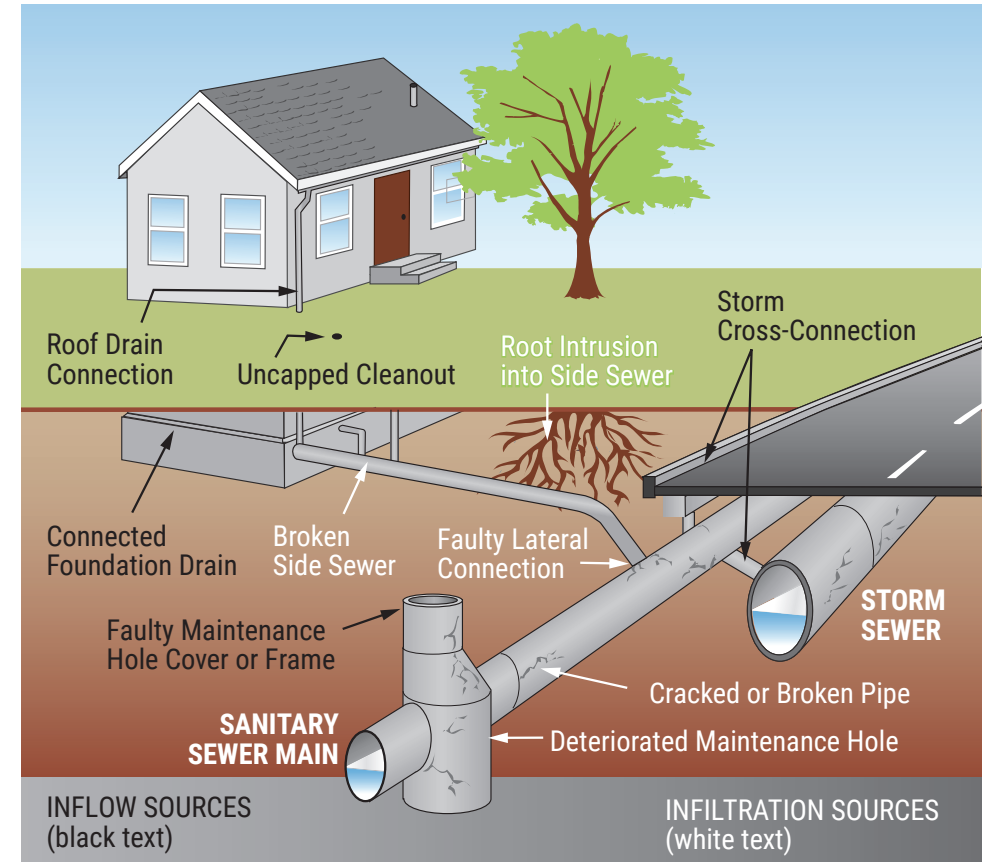 Storm
Cross-Connection
Roof Drain
Connection
Uncapped Cleanout
Root Intrusion
into Side Sewer
Connected
Foundation Drain
Broken
Side Sewer
Faulty Lateral
Connection
STORM
SEWER
Faulty Maintenance
Hole Cover or Frame
Cracked or Broken Pipe
SANITARY
SEWER MAIN
Deteriorated Maintenance Hole
INFLOW SOURCES
(black text)
INFILTRATION SOURCES
(white text)